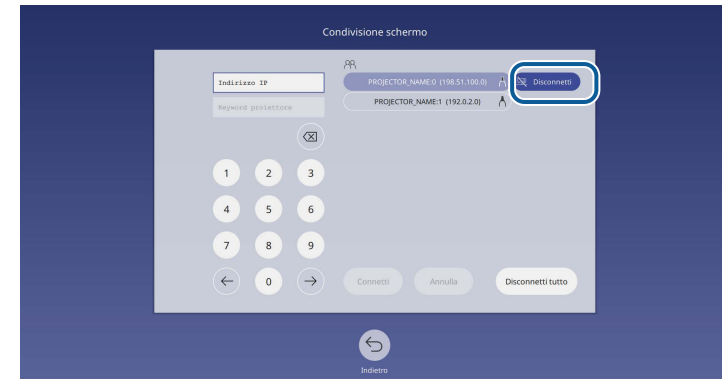 Condivisione schermo
Indirizzo IP
Keyword proiettore
PROJECTOR_NAME:0 (198.51.100.0)
Disconnetti
PROJECTOR_NAME:1 (192.0.2.0)
1 2 3
4 5 6
7 8 9
0
Connetti
Annulla
Disconnetti tutto
Indietro